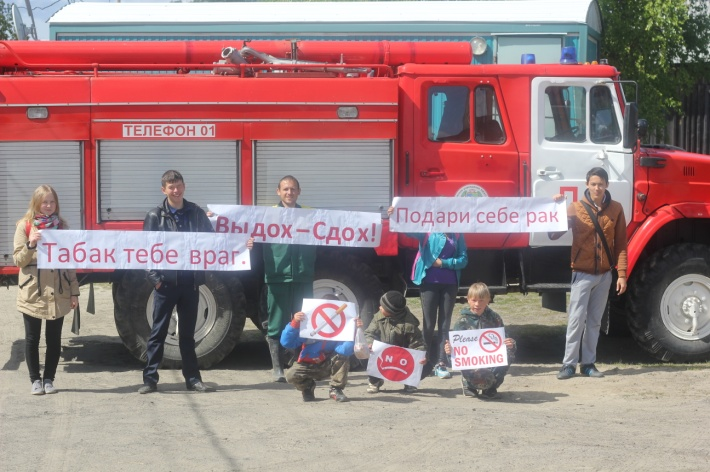 ТЕЛЕФОН 01
Табак тебе враг.
Выдох-Сдох!
Подари себе рак
NO
Please
NO SMOKING